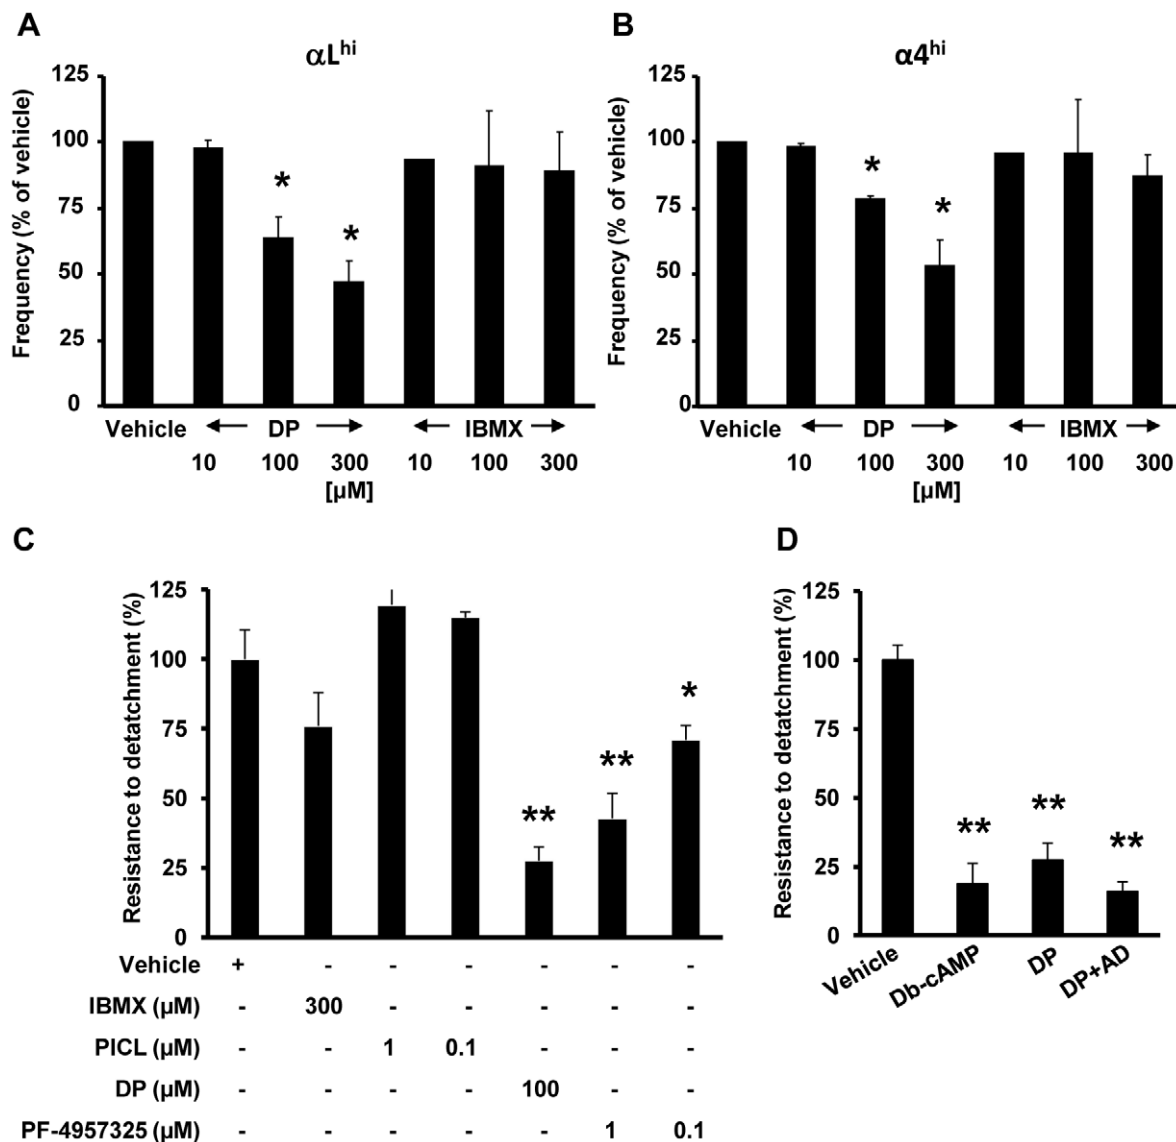 A
αL^hi
Frequency (% of vehicle)
125
100
75
50
25
0
* *
Vehicle DP IBMX
10 100 300 10 100 300
[µM]
B
α4^hi
Frequency (% of vehicle)
125
100
75
50
25
0
* *
Vehicle DP IBMX
10 100 300 10 100 300
[µM]
C
Resistance to detatchment (%)
125
100
75
50
25
0
** ** *
Vehicle + - - - - - -
IBMX (µM) - 300 - - - - -
PICL (µM) - - 1 0.1 - - -
DP (µM) - - - - 100 - -
PF-4957325 (µM) - - - - - 1 0.1
D
Resistance to detatchment (%)
125
100
75
50
25
0
** ** **
Vehicle
Db-cAMP
DP
DP+AD